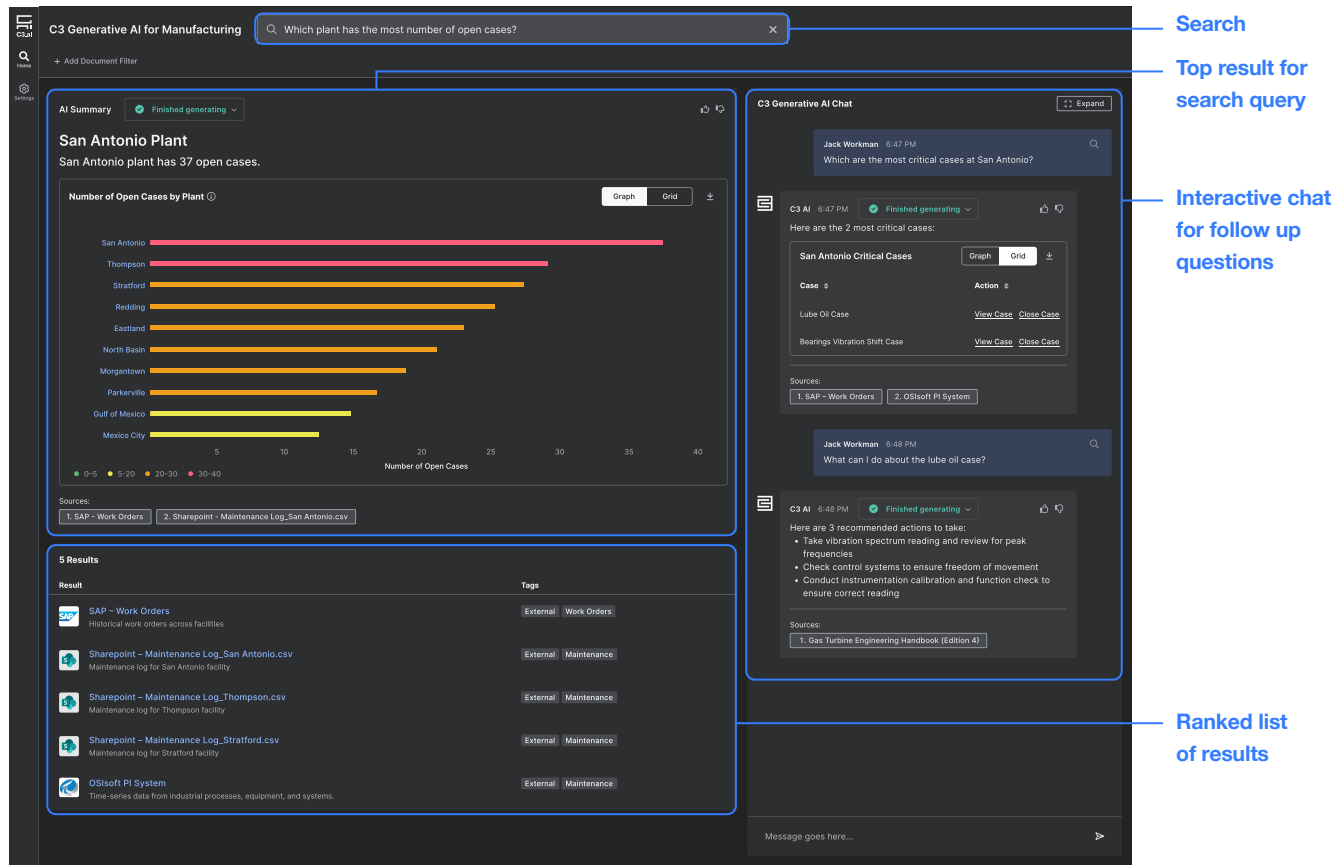 C3.ai
Home
Settings
C3 Generative AI for Manufacturing
Which plant has the most number of open cases?
+ Add Document Filter
AI Summary
Finished generating
San Antonio Plant
San Antonio plant has 37 open cases.
Number of Open Cases by Plant
Graph Grid
San Antonio
Thompson
Stratford
Redding
Eastland
North Basin
Morgantown
Parkerville
Gulf of Mexico
Mexico City
5 10 15 20 25 30 35 40
Number of Open Cases
0–5 5-20 20-30 30-40
Sources:
1. SAP - Work Orders 2. Sharepoint - Maintenance Log_San Antonio.csv
5 Results
Result Tags
SAP – Work Orders External Work Orders
Historical work orders across facilities
Sharepoint – Maintenance Log_San Antonio.csv External Maintenance
Maintenance log for San Antonio facility
Sharepoint – Maintenance Log_Thompson.csv External Maintenance
Maintenance log for Thompson facility
Sharepoint – Maintenance Log_Stratford.csv External Maintenance
Maintenance log for Stratford facility
OSIsoft PI System External Maintenance
Time-series data from industrial processes, equipment, and systems.
C3 Generative AI Chat
Expand
Jack Workman 6:47 PM
Which are the most critical cases at San Antonio?
C3 AI 6:47 PM Finished generating
Here are the 2 most critical cases:
San Antonio Critical Cases Graph Grid
Case Action
Lube Oil Case View Case Close Case
Bearings Vibration Shift Case View Case Close Case
Sources:
1. SAP – Work Orders 2. OSIsoft PI System
Jack Workman 6:48 PM
What can I do about the lube oil case?
C3 AI 6:48 PM Finished generating
Here are 3 recommended actions to take:
• Take vibration spectrum reading and review for peak
frequencies
• Check control systems to ensure freedom of movement
• Conduct instrumentation calibration and function check to
ensure correct reading
Sources:
1. Gas Turbine Engineering Handbook (Edition 4)
Message goes here...
Search
Top result for
search query
Interactive chat
for follow up
questions
Ranked list
of results